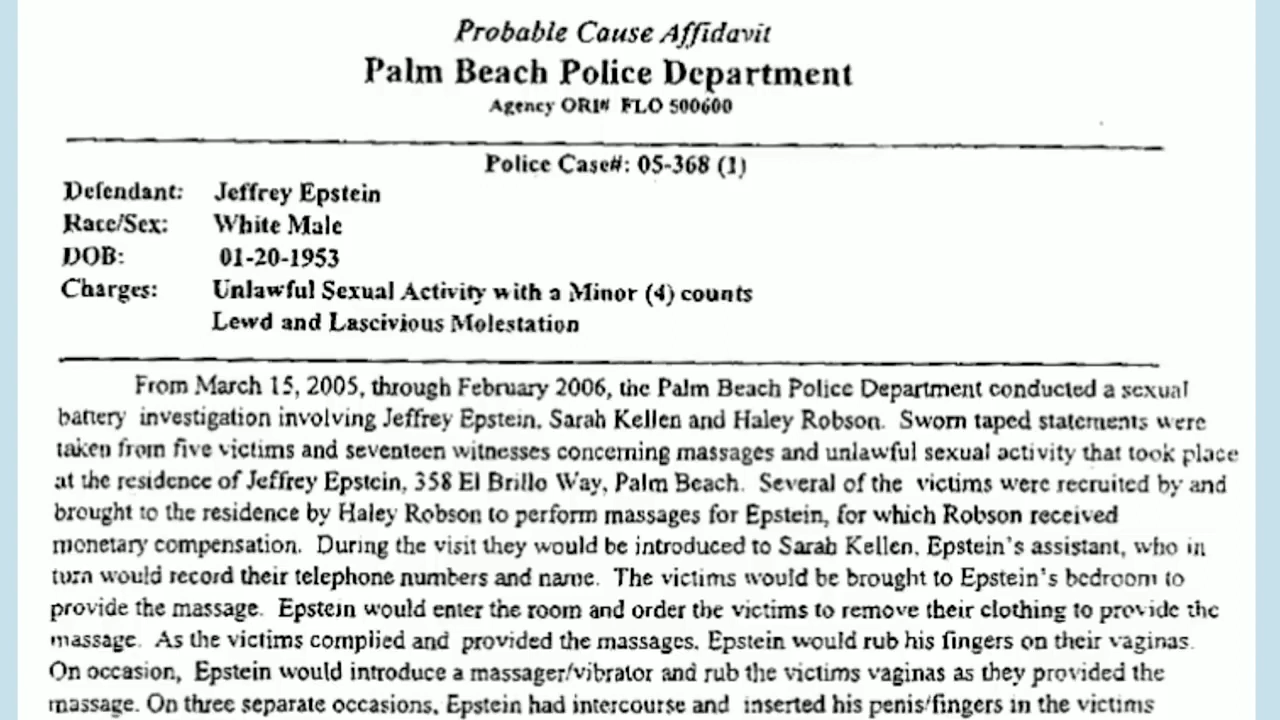 Probable Cause Affidavit
Palm Beach Police Department
Agency ORI# FLO 500600
Police Case#: 05-368 (1)
Defendant: Jeffrey Epstein
Race/Sex: White Male
DOB: 01-20-1953
Charges: Unlawful Sexual Activity with a Minor (4) counts
Lewd and Lascivious Molestation
From March 15, 2005, through February 2006, the Palm Beach Police Department conducted a sexual
battery investigation involving Jeffrey Epstein, Sarah Kellen and Haley Robson. Sworn taped statements were
taken from five victims and seventeen witnesses concerning massages and unlawful sexual activity that took place
at the residence of Jeffrey Epstein, 358 El Brillo Way, Palm Beach. Several of the victims were recruited by and
brought to the residence by Haley Robson to perform massages for Epstein, for which Robson received
monetary compensation. During the visit they would be introduced to Sarah Kellen, Epstein's assistant, who in
turn would record their telephone numbers and name. The victims would be brought to Epstein's bedroom to
provide the massage. Epstein would enter the room and order the victims to remove their clothing to provide the
massage. As the victims complied and provided the massages, Epstein would rub his fingers on their vaginas.
On occasion, Epstein would introduce a massager/vibrator and rub the victims vaginas as they provided the
massage. On three separate occasions, Epstein had intercourse and inserted his penis/fingers in the victims